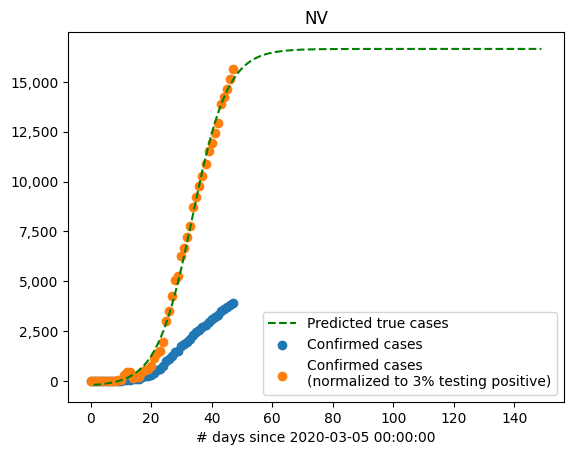 NV
15,000
12,500
10,000
7,500
5,000
2,500
0
Predicted true cases
Confirmed cases
Confirmed cases
(normalized to 3% testing positive)
0 20 40 60 80 100 120 140
# days since 2020-03-05 00:00:00